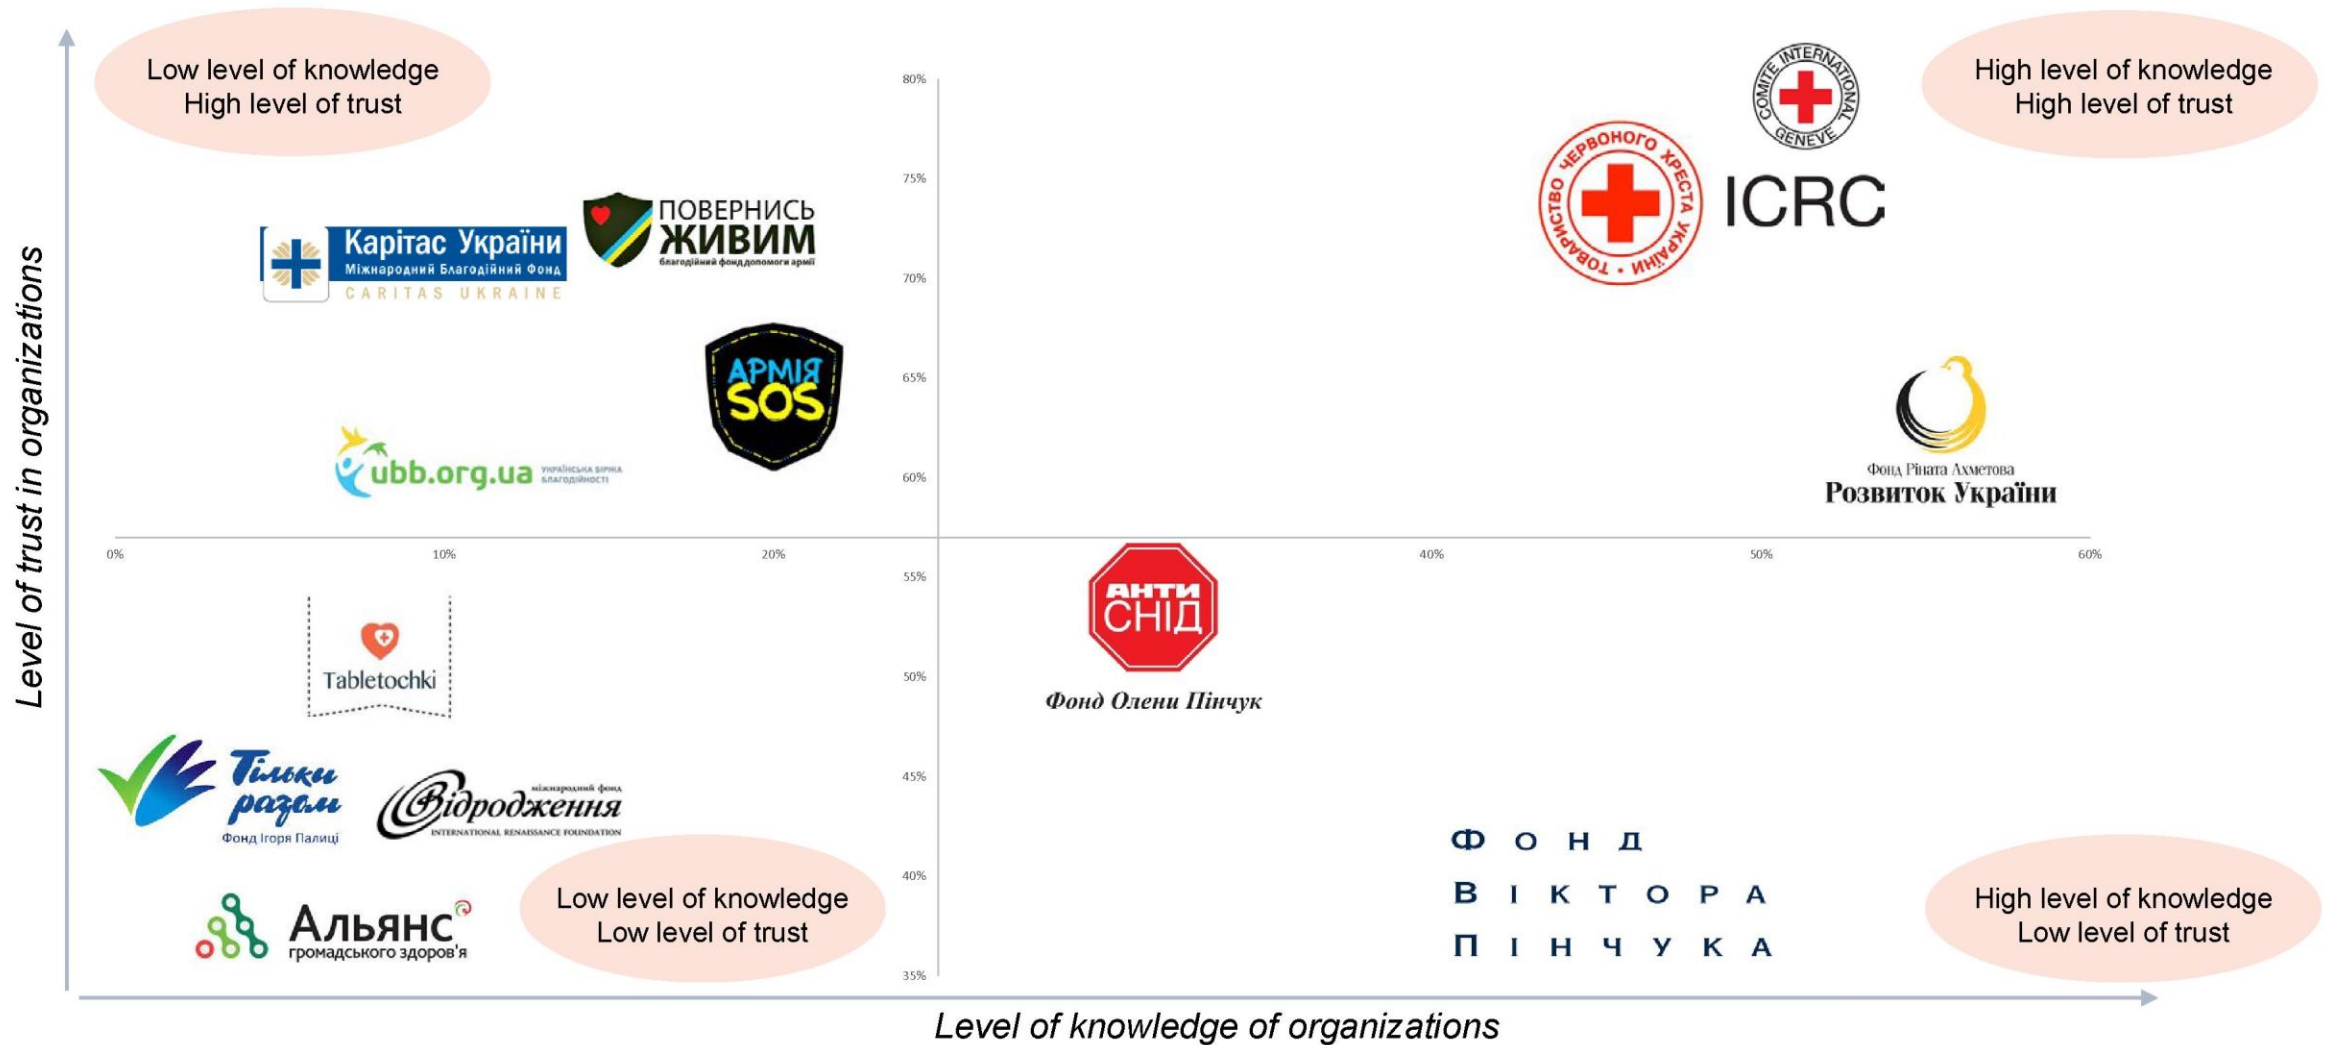 Low level of knowledge
High level of trust
High level of knowledge
High level of trust
Level of trust in organizations
80%
75%
70%
65%
60%
55%
50%
45%
40%
35%
0%
10%
20%
40%
50%
60%
COMITE INTERNATIONAL GENEVE
ICRC
ТОВАРИСТВО ЧЕРВОНОГО ХРЕСТА УКРАЇНИ
Карітас України
Міжнародний Благодійний Фонд
CARITAS UKRAINE
ПОВЕРНИСЬ
ЖИВИМ
благодійний фонд допомоги армії
АРМІЯ
SOS
ubb.org.ua
УКРАЇНСЬКА БІРЖА
БЛАГОДІЙНОСТІ
Фонд Ріната Ахметова
Розвиток України
АНТИ
СНІД
Фонд Олени Пінчук
Tabletochki
Тільки
разом
Фонд Ігоря Палиці
міжнародний фонд
Відродження
INTERNATIONAL RENAISSANCE FOUNDATION
Альянс
громадського здоров'я
Low level of knowledge
Low level of trust
ФОНД
ВІКТОРА
ПІНЧУКА
High level of knowledge
Low level of trust
Level of knowledge of organizations